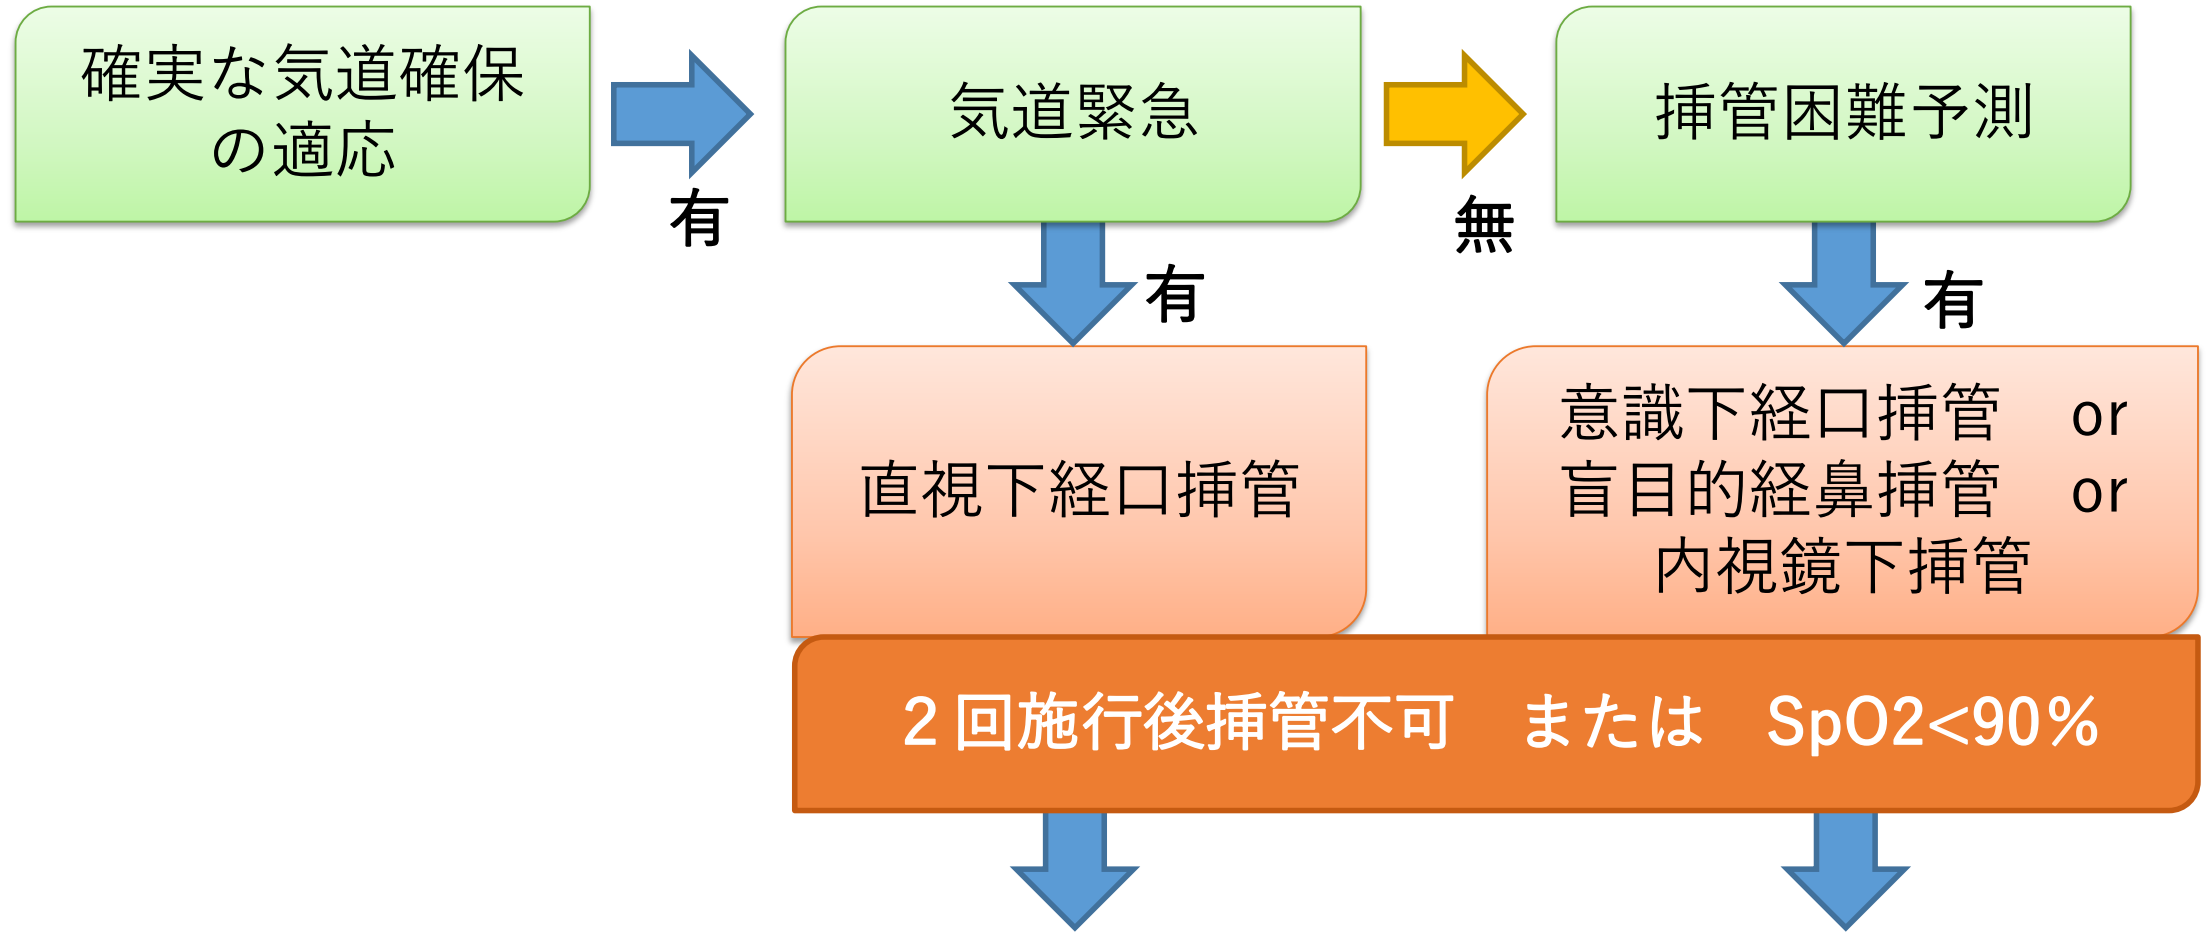 確実な気道確保
の適応
有
気道緊急
無
挿管困難予測
有
有
直視下経口挿管
意識下経口挿管　or
盲目的経鼻挿管　or
内視鏡下挿管
２回施行後挿管不可　または　SpO2<90%